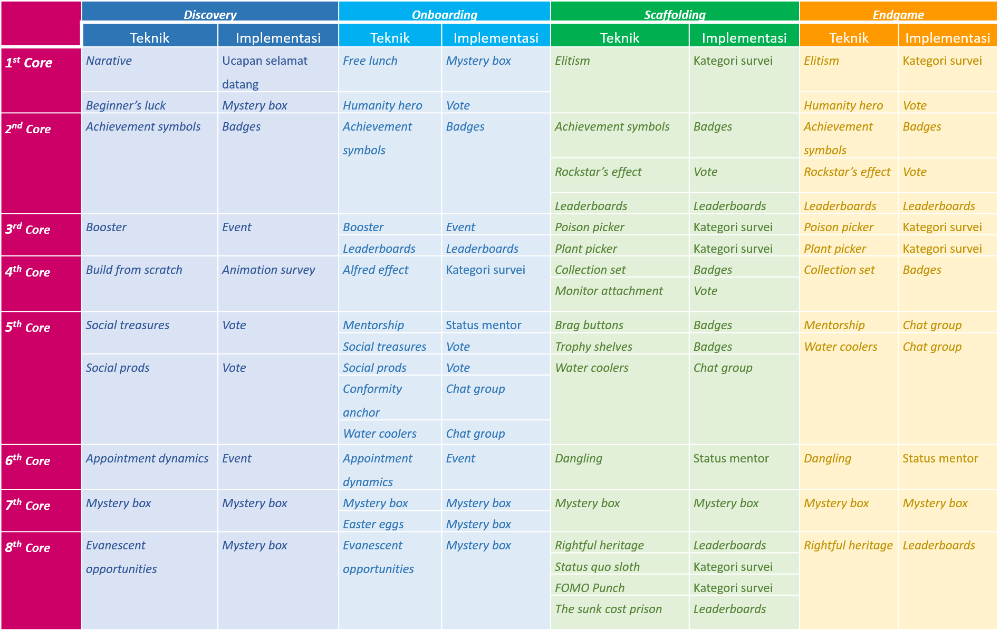 Discovery Onboarding Scaffolding Endgame
Teknik Implementasi Teknik Implementasi Teknik Implementasi Teknik Implementasi
1st Core Narative Ucapan selamat Free lunch Mystery box Elitism Kategori survei Elitism Kategori survei
datang
Beginner’s luck Mystery box Humanity hero Vote Humanity hero Vote
2nd Core Achievement symbols Badges Achievement Badges Achievement symbols Badges Achievement Badges
symbols symbols
Rockstar’s effect Vote Rockstar’s effect Vote
Leaderboards Leaderboards Leaderboards Leaderboards
3rd Core Booster Event Booster Event Poison picker Kategori survei Poison picker Kategori survei
Leaderboards Leaderboards Plant picker Kategori survei Plant picker Kategori survei
4th Core Build from scratch Animation survey Alfred effect Kategori survei Collection set Badges Collection set Badges
Monitor attachment Vote
5th Core Social treasures Vote Mentorship Status mentor Brag buttons Badges Mentorship Chat group
Social treasures Vote Trophy shelves Badges Water coolers Chat group
Social prods Vote Social prods Vote Water coolers Chat group
Conformity Chat group
anchor
Water coolers Chat group
6th Core Appointment dynamics Event Appointment Event Dangling Status mentor Dangling Status mentor
dynamics
7th Core Mystery box Mystery box Mystery box Mystery box Mystery box Mystery box Mystery box Mystery box
Easter eggs Mystery box
8th Core Evanescent Mystery box Evanescent Mystery box Rightful heritage Leaderboards Rightful heritage Leaderboards
opportunities opportunities Status quo sloth Kategori survei
FOMO Punch Kategori survei
The sunk cost prison Leaderboards